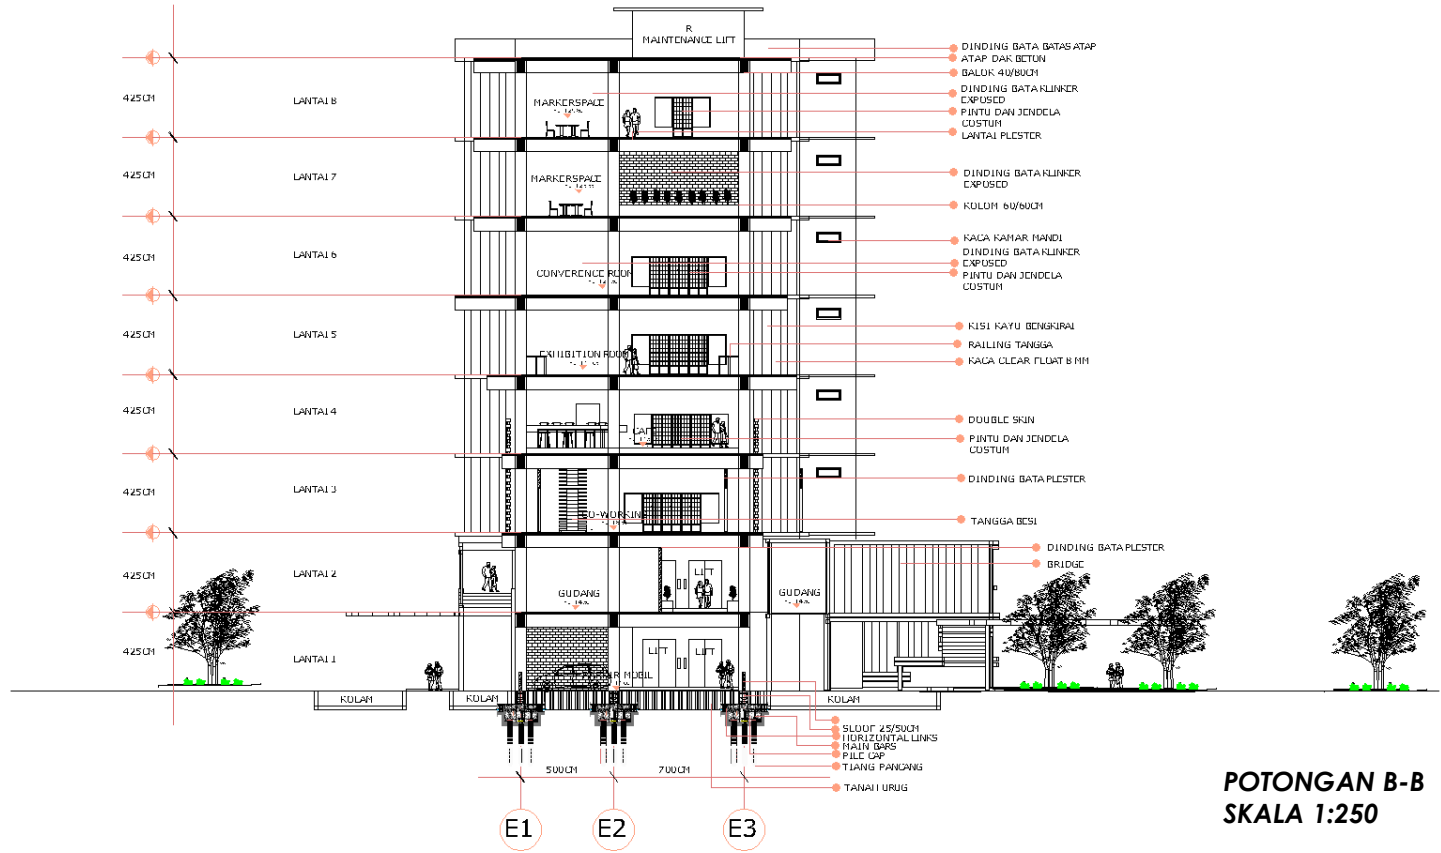 R
MAINTENANCE LIFT
DINDING BATA BATAS ATAP
ATAP DAK BETON
BALOK 40/80CM
425CM
LANTAI 8
MARKERSPACE
DINDING BATA KLINKER
EXPOSED
PINTU DAN JENDELA
COSTUM
LANTAI PLESTER
425CM
LANTAI 7
MARKERSPACE
DINDING BATA KLINKER
EXPOSED
KOLOM 60/60CM
425CM
LANTAI 6
CONVERENCE ROOM
KACA KAMAR MANDI
DINDING BATA KLINKER
EXPOSED
PINTU DAN JENDELA
COSTUM
425CM
LANTAI 5
EXHIBITION ROOM
KISI KAYU BENGKIRAI
RAILING TANGGA
KACA CLEAR FLOAT 8 MM
425CM
LANTAI 4
DOUBLE SKIN
PINTU DAN JENDELA
COSTUM
425CM
LANTAI 3
CO-WORKING
DINDING BATA PLESTER
TANGGA BESI
425CM
LANTAI 2
GUDANG
LIFT
GUDANG
DINDING BATA PLESTER
BRIDGE
425CM
LANTAI 1
LIFT
LIFT
MOBIL
KOLAM
KOLAM
KOLAM
SLOOF 25/50CM
HORIZONTAL LINKS
MAIN BARS
PILE CAP
TIANG PANCANG
TANAH URUG
500CM
700CM
E1
E2
E3
POTONGAN B-B
SKALA 1:250